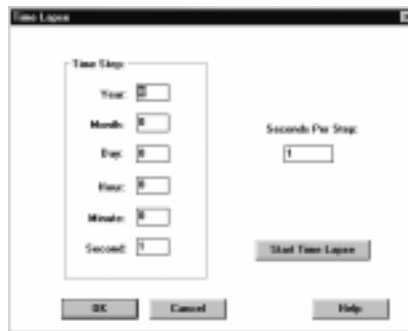 Time Lapse
Time Step:
Year: 0
Month: 0
Day: 0
Hour: 0
Minute: 0
Second: 1
Seconds Per Step:
1
Start Time Lapse
OK
Cancel
Help